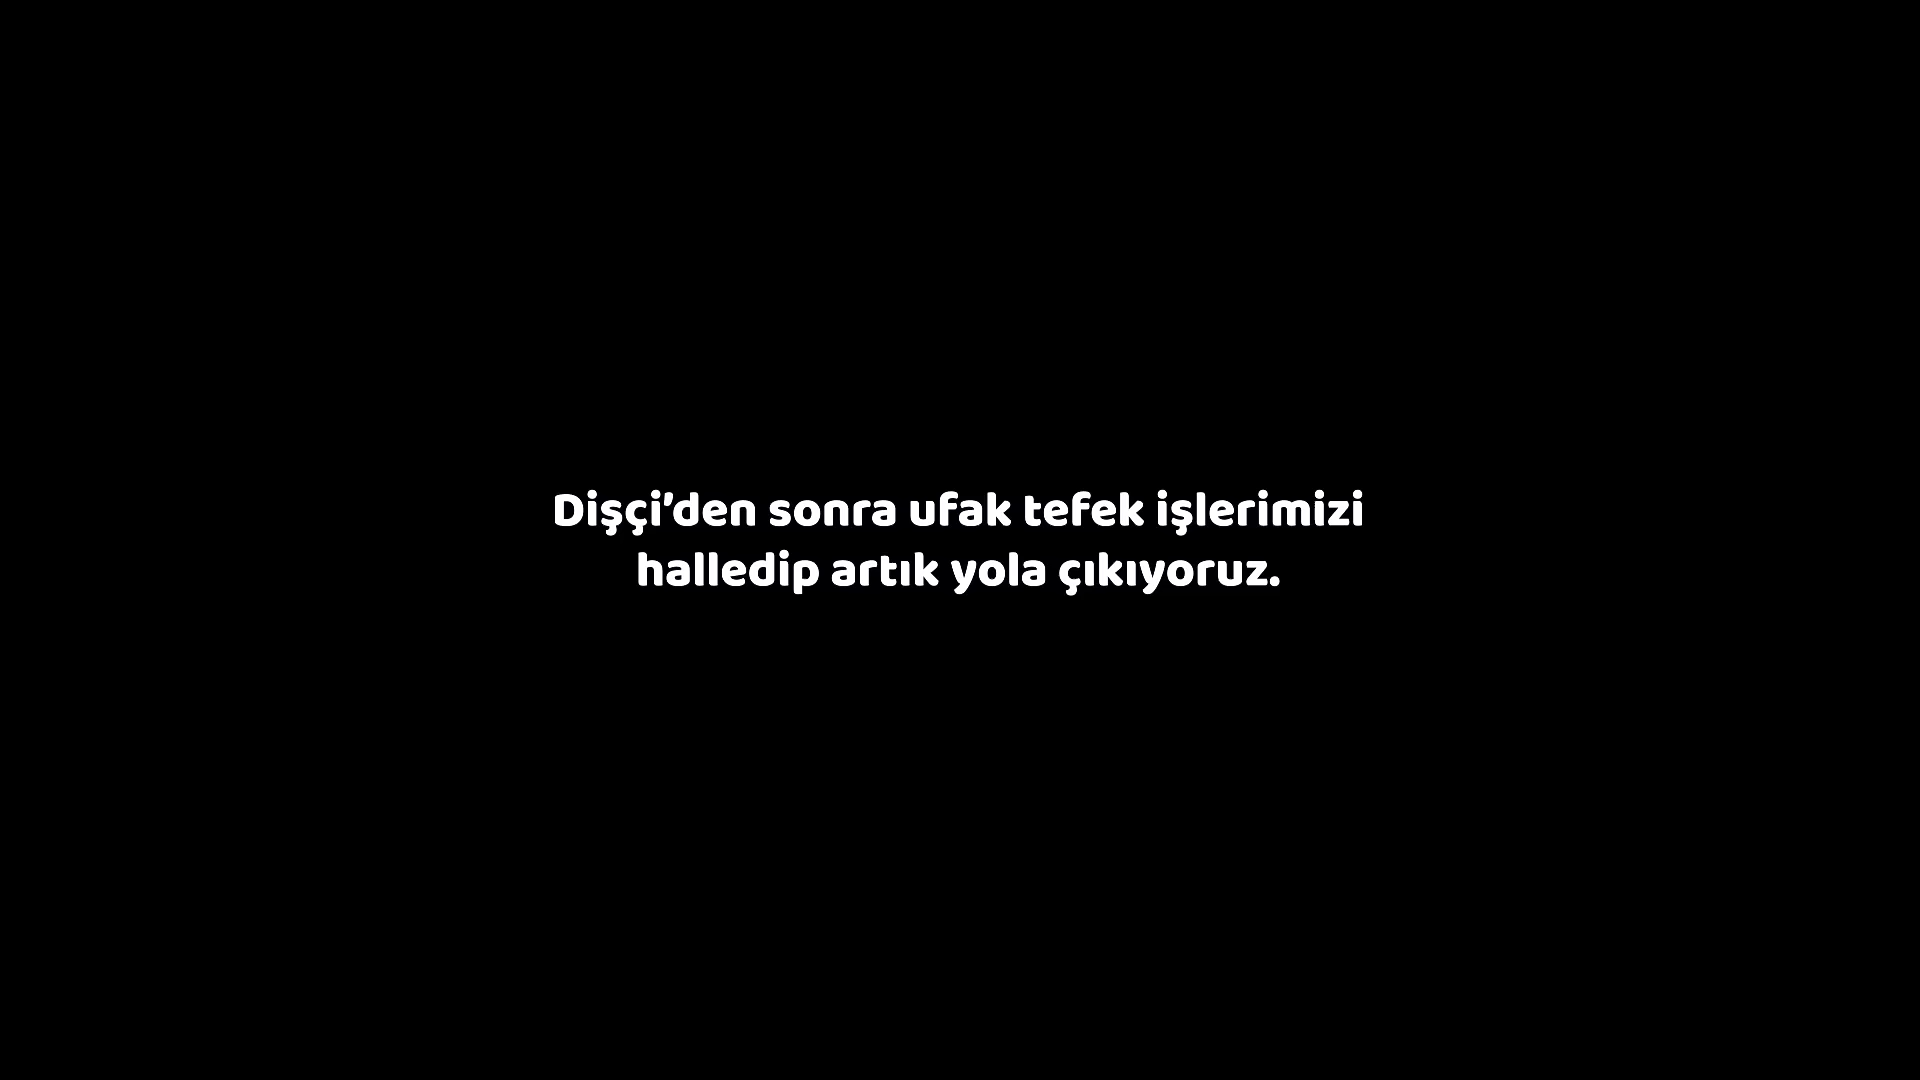 Dişçi’den sonra ufak tefek işlerimizi
halledip artık yola çıkıyoruz.